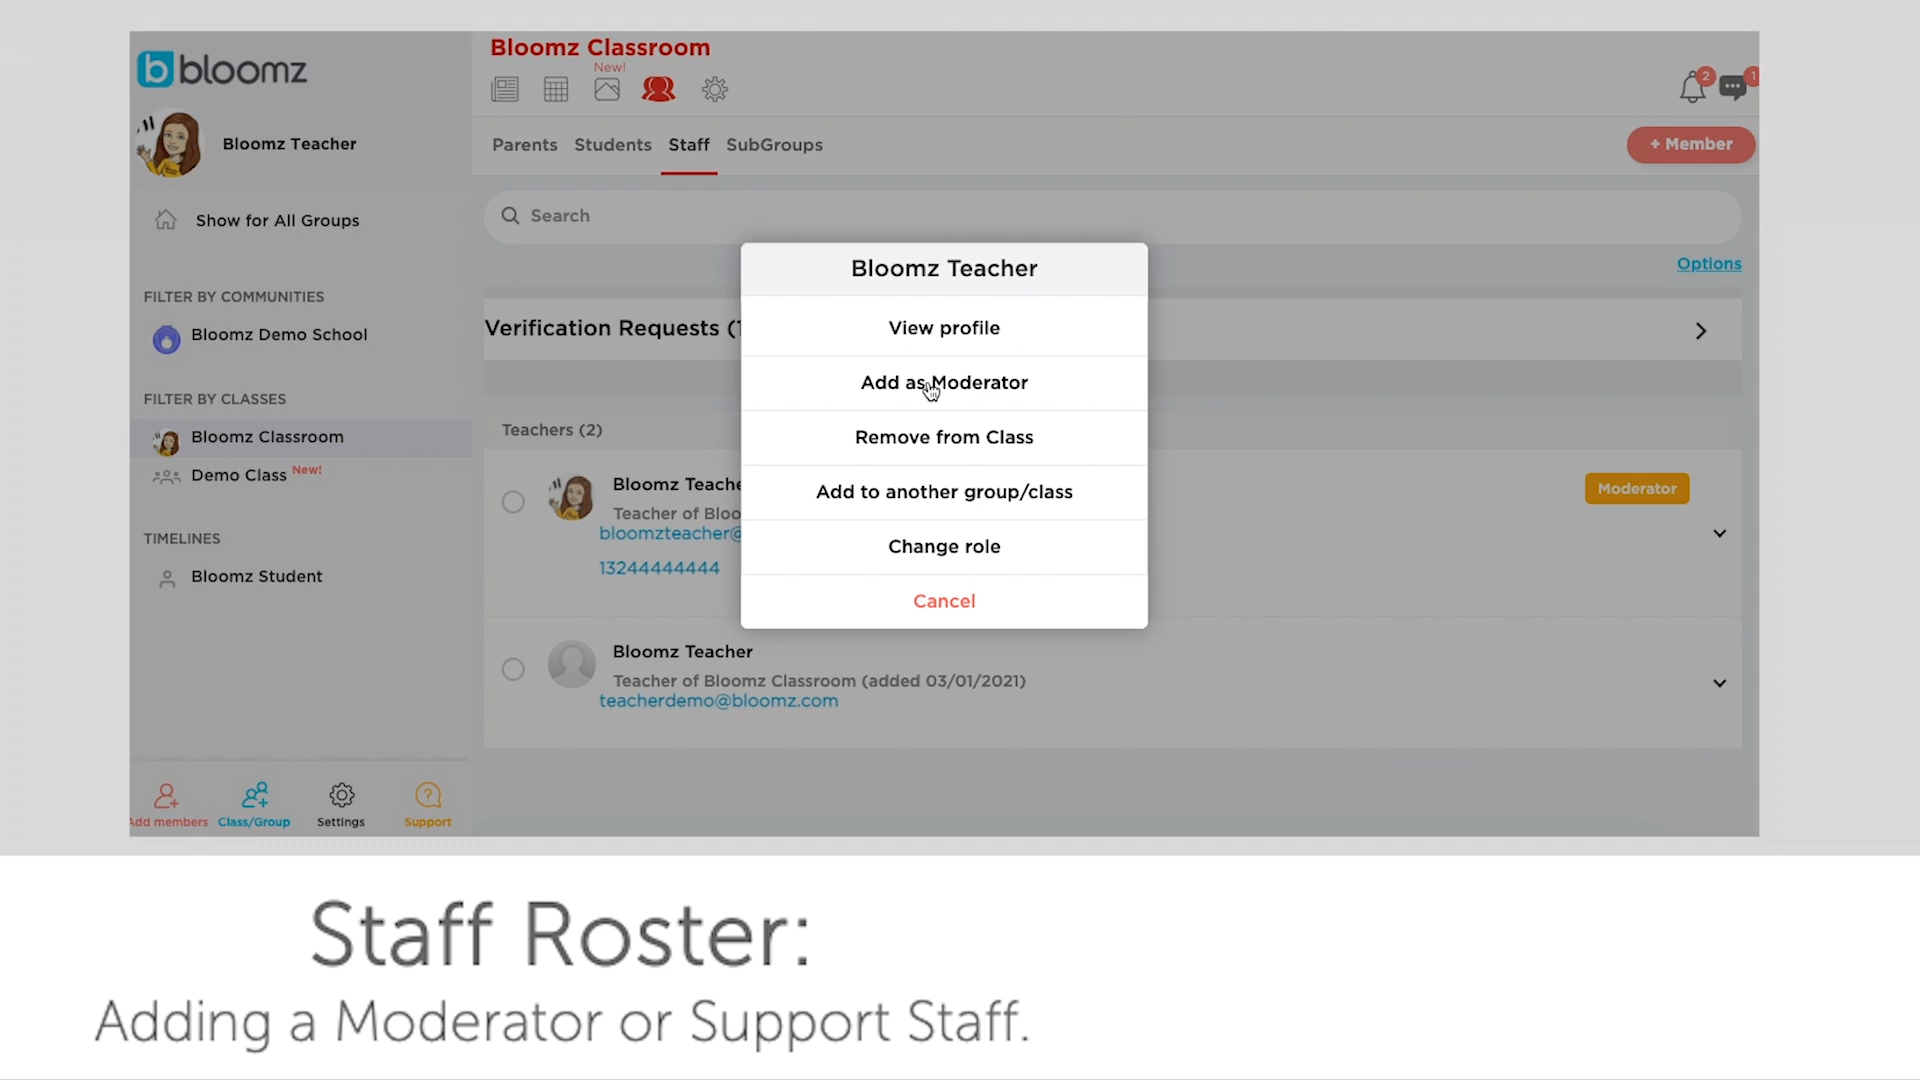 bloomz
Bloomz Teacher
Show for All Groups
FILTER BY COMMUNITIES
Bloomz Demo School
FILTER BY CLASSES
Bloomz Classroom
Demo Class New!
TIMELINES
Bloomz Student
Add members
Class/Group
Settings
Support
Bloomz Classroom
New!
2
1
Parents Students Staff SubGroups
+ Member
Search
Options
Verification Requests (
Teachers (2)
Bloomz Teache
Teacher of Bloo
bloomzteacher@
13244444444
Moderator
Bloomz Teacher
Teacher of Bloomz Classroom (added 03/01/2021)
teacherdemo@bloomz.com
Bloomz Teacher
View profile
Add as Moderator
Remove from Class
Add to another group/class
Change role
Cancel
Staff Roster:
Adding a Moderator or Support Staff.